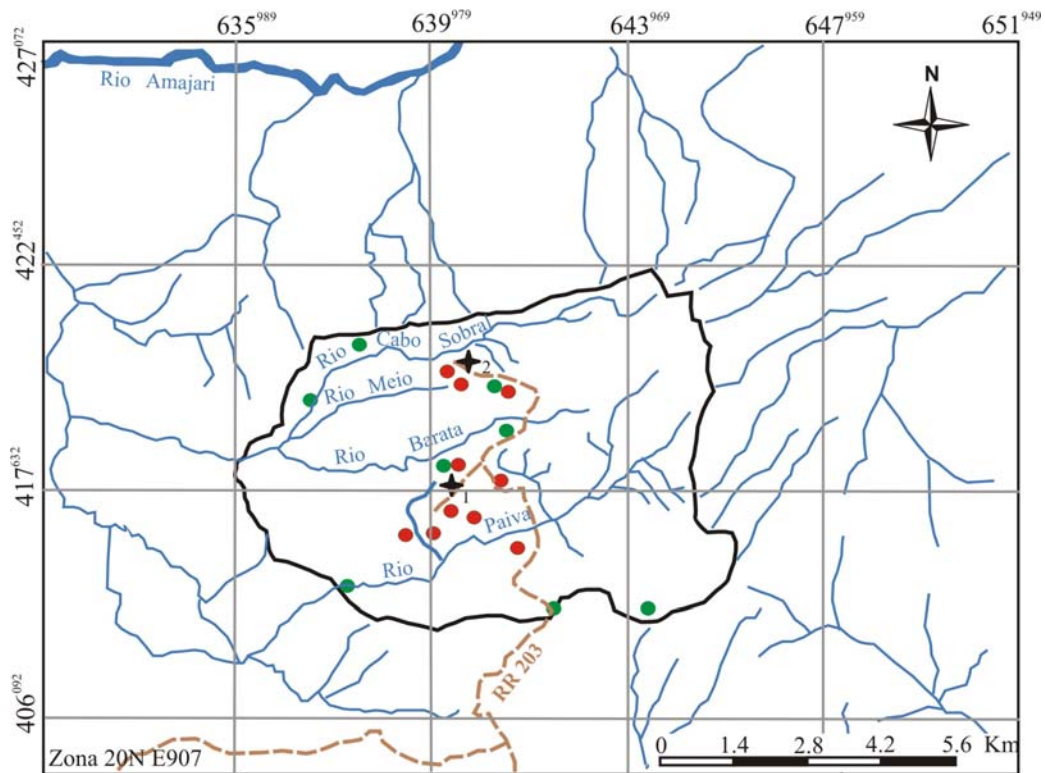 635989 639979 643969 647959 651949
427072
Rio Amajari
N
422452
Rio Cabo Sobral
2
Rio Meio
Rio Barata
417632
1
Rio Paiva
RR 203
406092
Zona 20N E907
0 1.4 2.8 4.2 5.6 Km